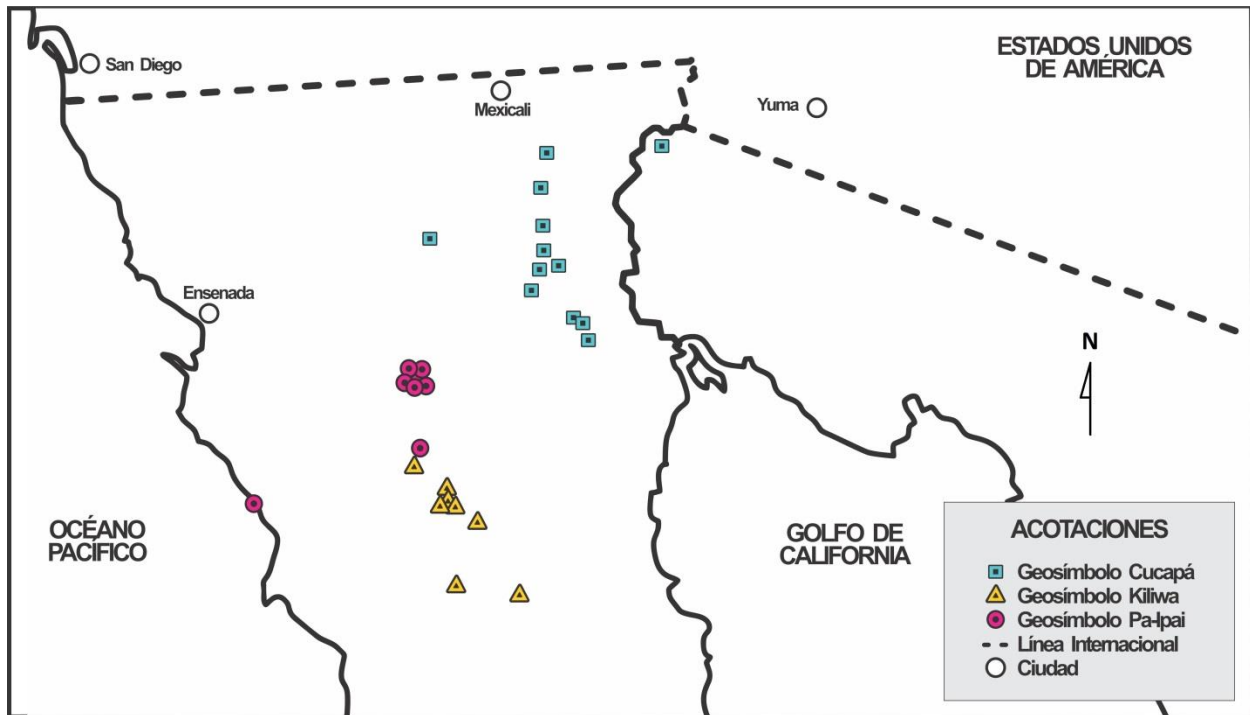 San Diego
ESTADOS UNIDOS
DE AMÉRICA
Mexicali
Yuma
Ensenada
N
OCÉANO
PACÍFICO
GOLFO DE
CALIFORNIA
ACOTACIONES
Geosímbolo Cucapá
Geosímbolo Kiliwa
Geosímbolo Pa-Ipai
Línea Internacional
Ciudad